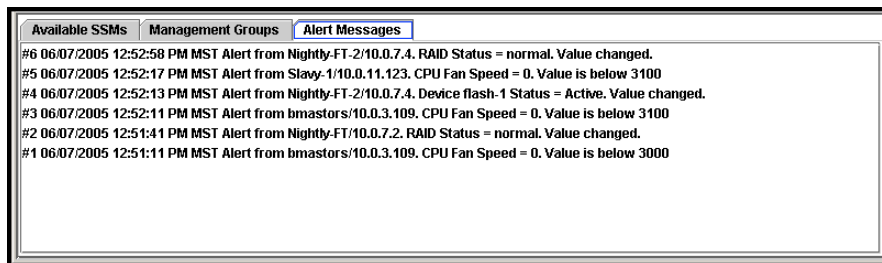 Available SSMs Management Groups Alert Messages
#6 06/07/2005 12:52:58 PM MST Alert from Nightly-FT-2/10.0.7.4. RAID Status = normal. Value changed.
#5 06/07/2005 12:52:17 PM MST Alert from Slavy-1/10.0.11.123. CPU Fan Speed = 0. Value is below 3100
#4 06/07/2005 12:52:13 PM MST Alert from Nightly-FT-2/10.0.7.4. Device flash-1 Status = Active. Value changed.
#3 06/07/2005 12:52:11 PM MST Alert from bmastors/10.0.3.109. CPU Fan Speed = 0. Value is below 3100
#2 06/07/2005 12:51:41 PM MST Alert from Nightly-FT/10.0.7.2. RAID Status = normal. Value changed.
#1 06/07/2005 12:51:11 PM MST Alert from bmastors/10.0.3.109. CPU Fan Speed = 0. Value is below 3000